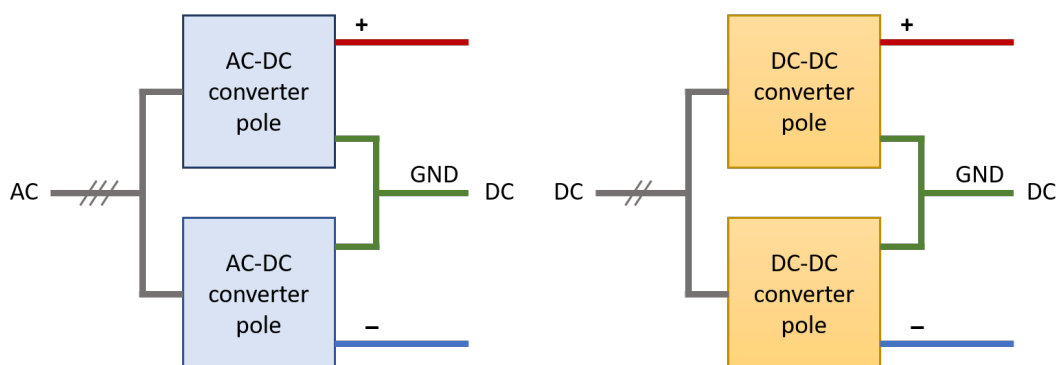 +
AC-DC
converter
pole
AC
GND
DC
AC-DC
converter
pole
–
+
DC-DC
converter
pole
DC
GND
DC
DC-DC
converter
pole
–